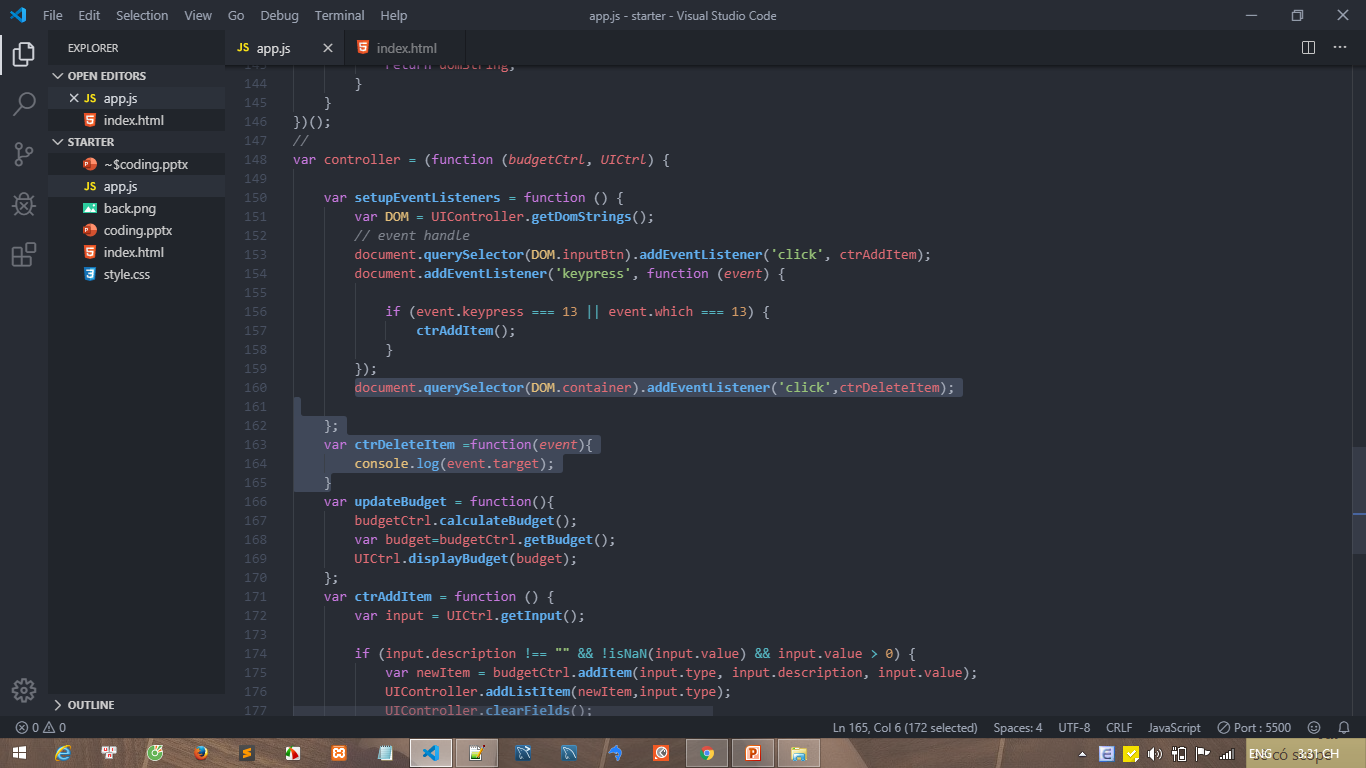 File Edit Selection View Go Debug Terminal Help
app.js - starter - Visual Studio Code
EXPLORER
OPEN EDITORS
JS app.js
index.html
STARTER
~$coding.pptx
JS app.js
back.png
coding.pptx
index.html
style.css
OUTLINE
JS app.js
index.html
143 return domString;
144 }
145 }
146 })();
147 //
148 var controller = (function (budgetCtrl, UICtrl) {
149
150 var setupEventListeners = function () {
151 var DOM = UIController.getDomStrings();
152 // event handle
153 document.querySelector(DOM.inputBtn).addEventListener('click', ctrAddItem);
154 document.addEventListener('keypress', function (event) {
155
156 if (event.keypress === 13 || event.which === 13) {
157 ctrAddItem();
158 }
159 });
160 document.querySelector(DOM.container).addEventListener('click',ctrDeleteItem);
161
162 };
163 var ctrDeleteItem =function(event){
164 console.log(event.target);
165 }
166 var updateBudget = function(){
167 budgetCtrl.calculateBudget();
168 var budget=budgetCtrl.getBudget();
169 UICtrl.displayBudget(budget);
170 };
171 var ctrAddItem = function () {
172 var input = UICtrl.getInput();
173
174 if (input.description !== "" && !isNaN(input.value) && input.value > 0) {
175 var newItem = budgetCtrl.addItem(input.type, input.description, input.value);
176 UIController.addListItem(newItem,input.type);
177 UIController.clearFields();
0 0
Ln 165, Col 6 (172 selected)
Spaces: 4
UTF-8
CRLF
JavaScript
Port : 5500
ENG
3:31 CH